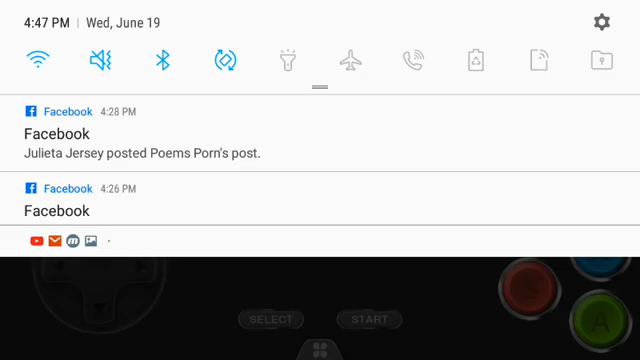 4:47 PM | Wed, June 19
Facebook 4:28 PM
Facebook
Julieta Jersey posted Poems Porn's post.
Facebook 4:26 PM
Facebook
SELECT START
A